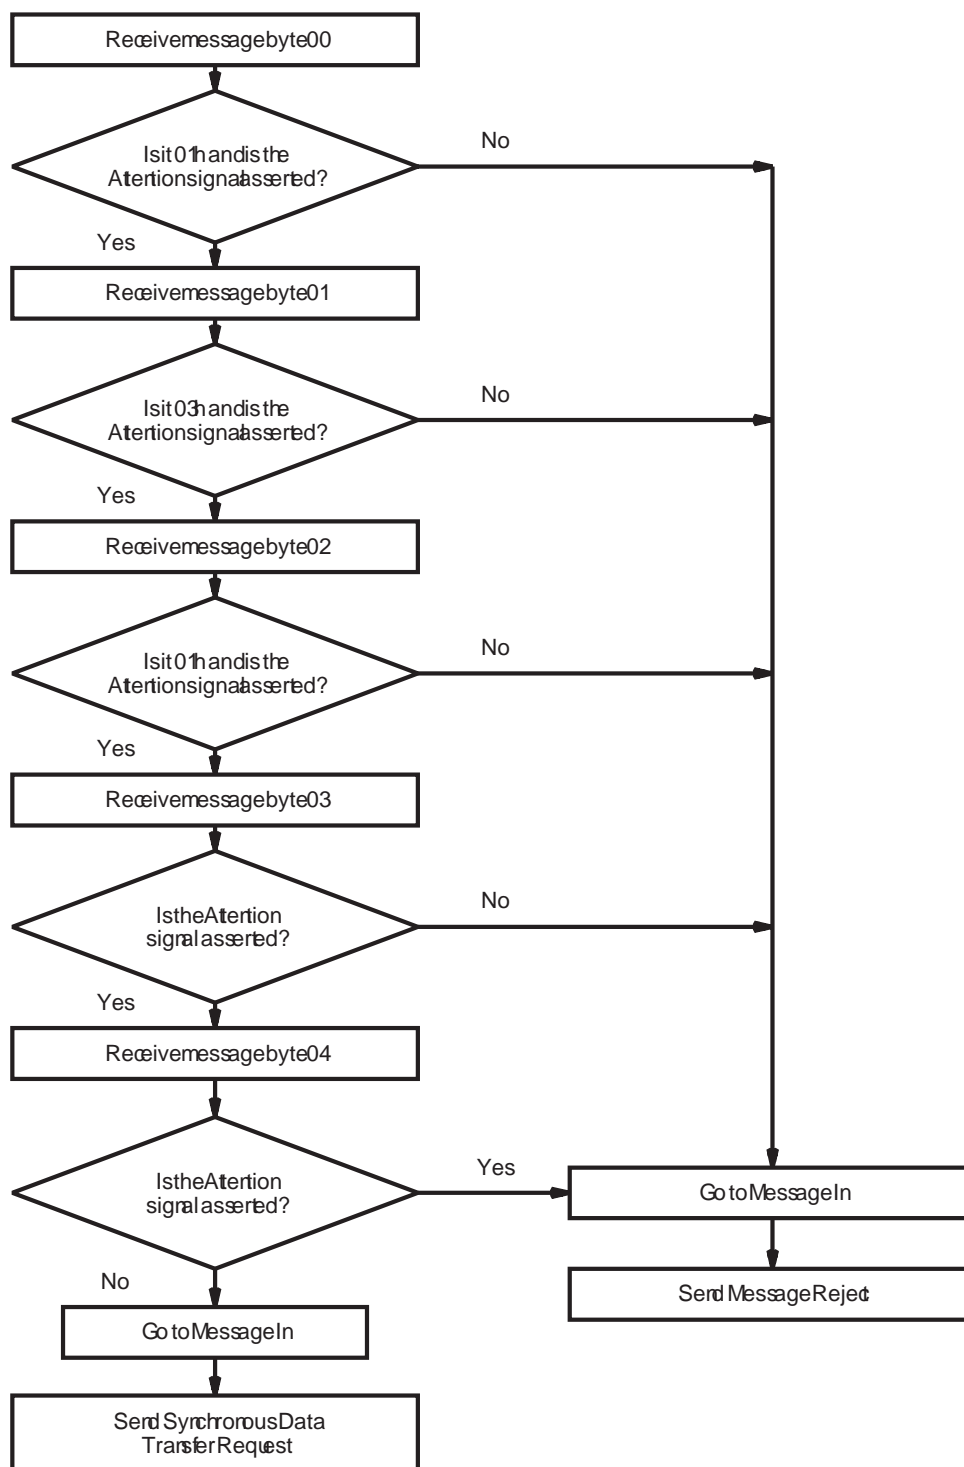 Receive message byte 00
Is it 01h and is the
Attention signal asserted?
No
Yes
Receive message byte 01
Is it 03h and is the
Attention signal asserted?
No
Yes
Receive message byte 02
Is it 01h and is the
Attention signal asserted?
No
Yes
Receive message byte 03
Is the Attention
signal asserted?
No
Yes
Receive message byte 04
Is the Attention
signal asserted?
Yes
Go to Message In
Send Message Reject
No
Go to Message In
Send Synchronous Data
Transfer Request